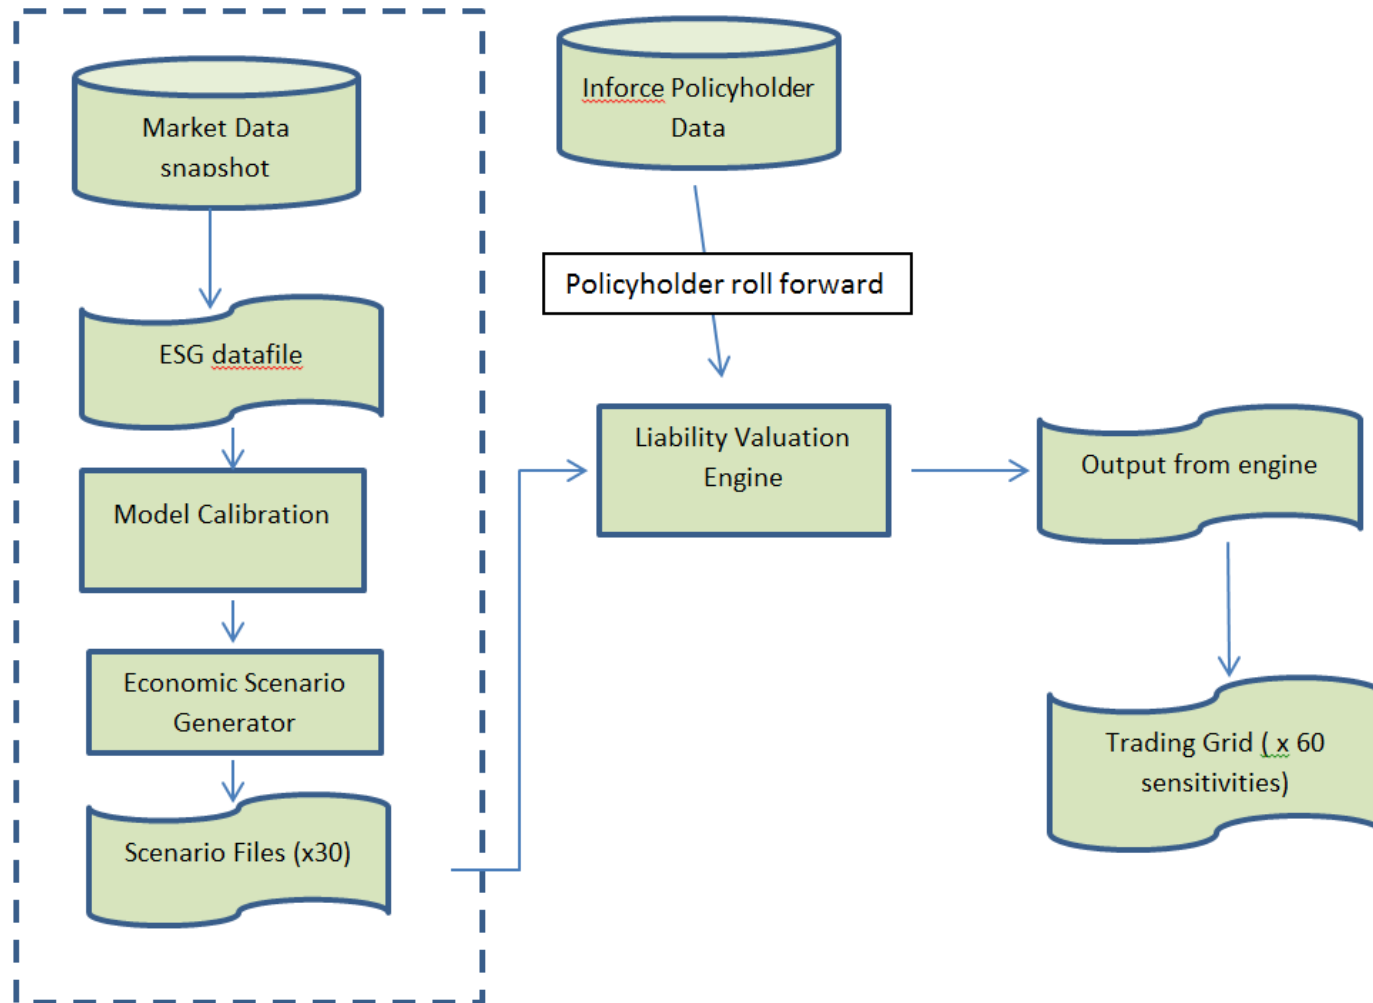 Market Data
snapshot
ESG datafile
Model Calibration
Economic Scenario
Generator
Scenario Files (x30)
Inforce Policyholder
Data
Policyholder roll forward
Liability Valuation
Engine
Output from engine
Trading Grid ( x 60
sensitivities)